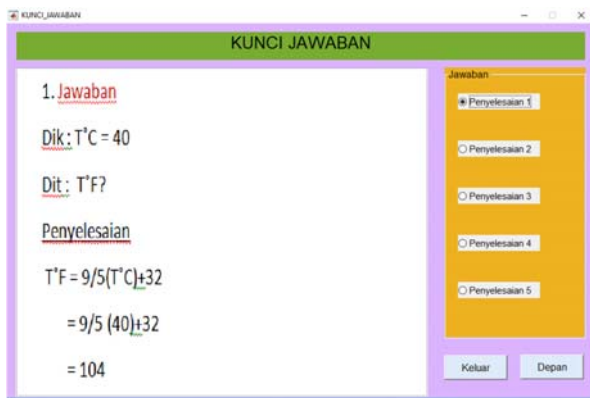 KUNCI_JAWABAN
KUNCI JAWABAN
1. Jawaban
Dik : T°C = 40
Dit : T°F?
Penyelesaian
T°F = 9/5(T°C)+32
= 9/5 (40)+32
= 104
Jawaban
Penyelesaian 1
Penyelesaian 2
Penyelesaian 3
Penyelesaian 4
Penyelesaian 5
Keluar
Depan